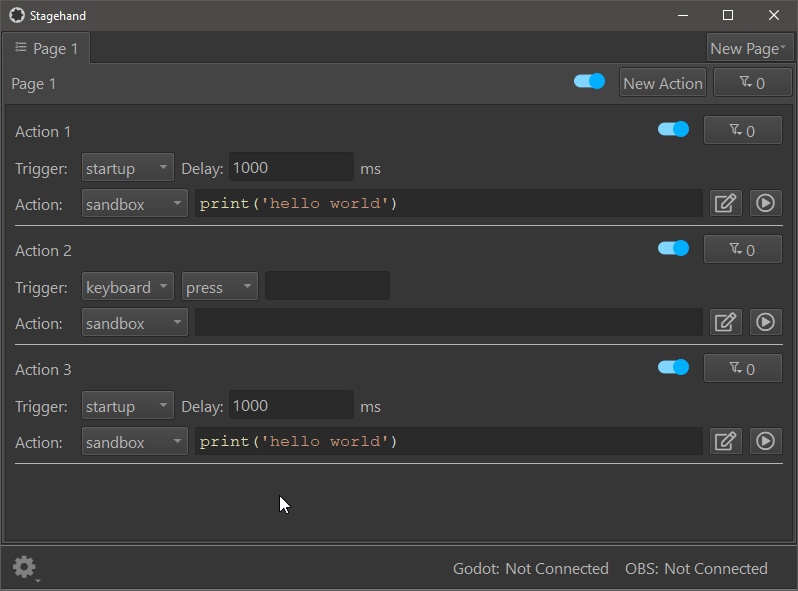 Stagehand
Page 1 New Page
Page 1 New Action 0
Action 1 0
Trigger: startup Delay: 1000 ms
Action: sandbox print('hello world')
Action 2 0
Trigger: keyboard press
Action: sandbox
Action 3 0
Trigger: startup Delay: 1000 ms
Action: sandbox print('hello world')
Godot: Not Connected OBS: Not Connected